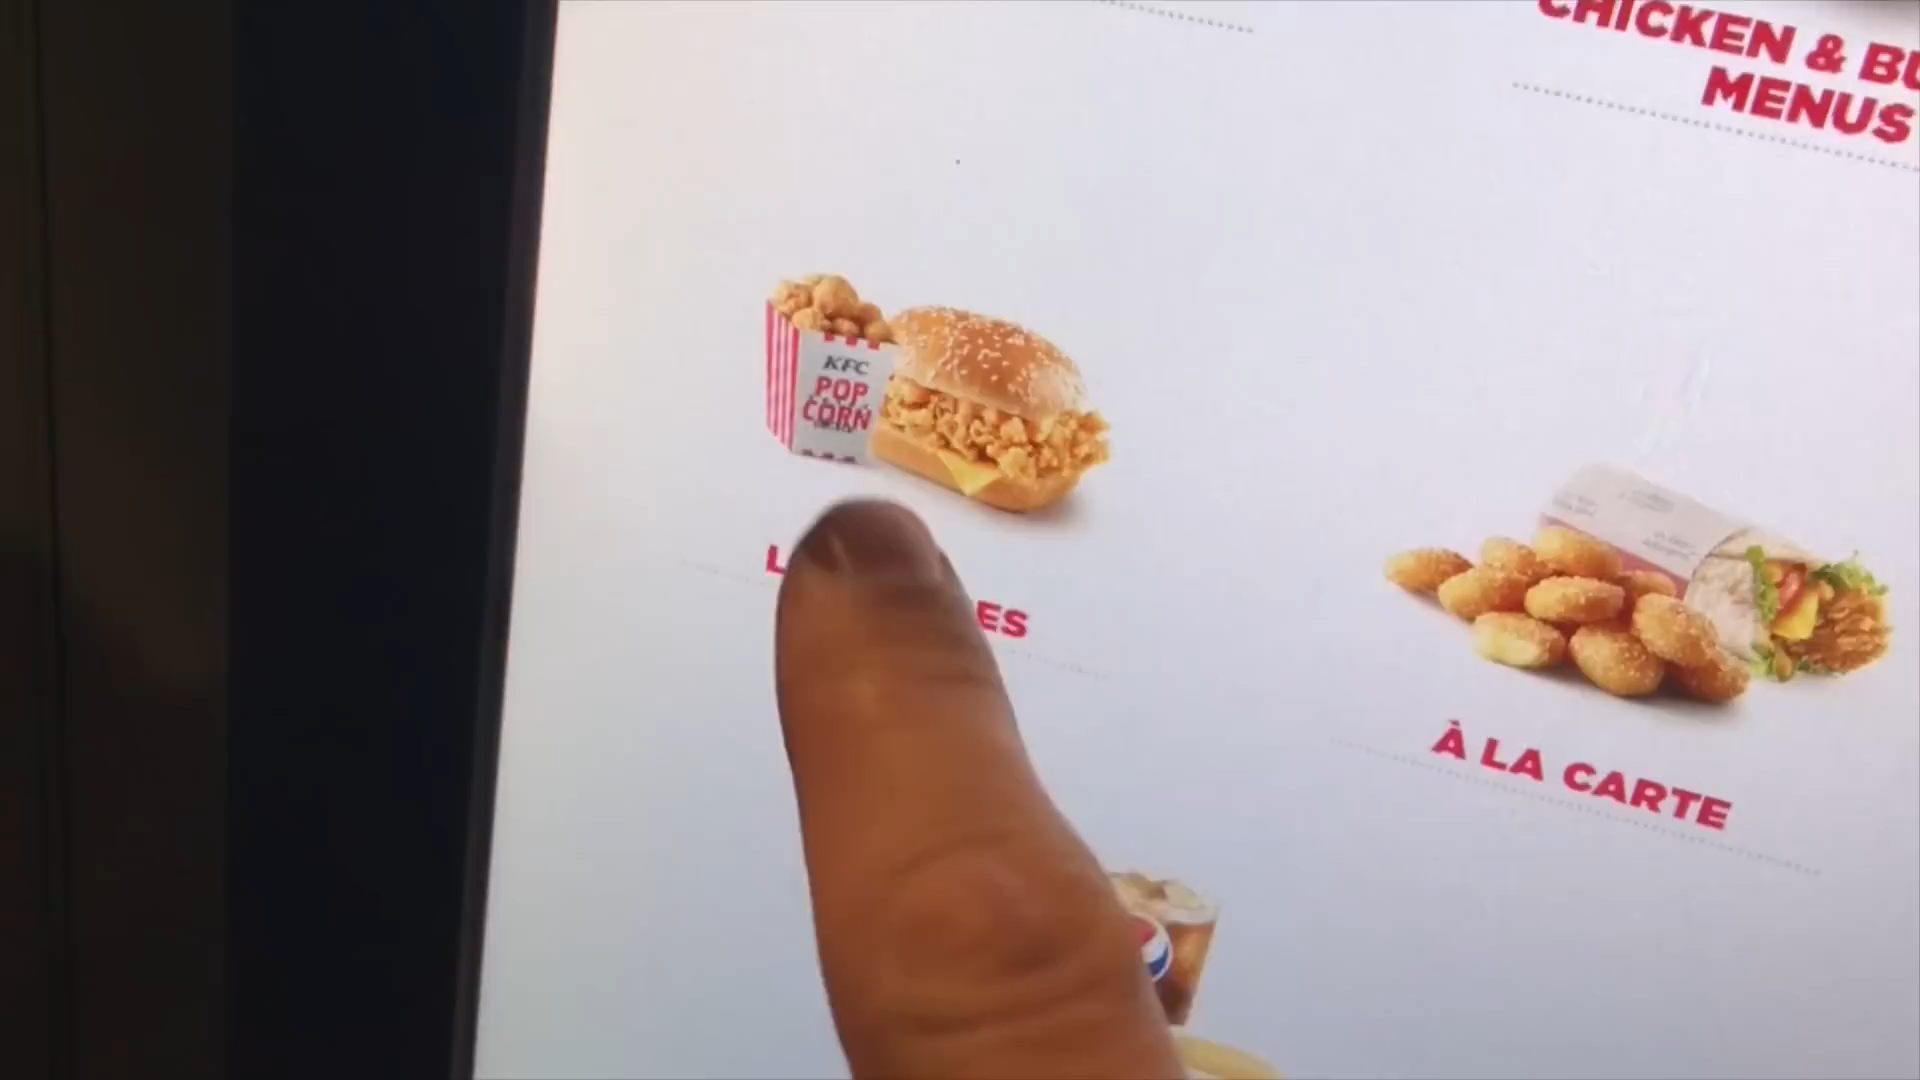 CHICKEN & BU
MENUS
KFC
POP
CORN
L
ES
À LA CARTE